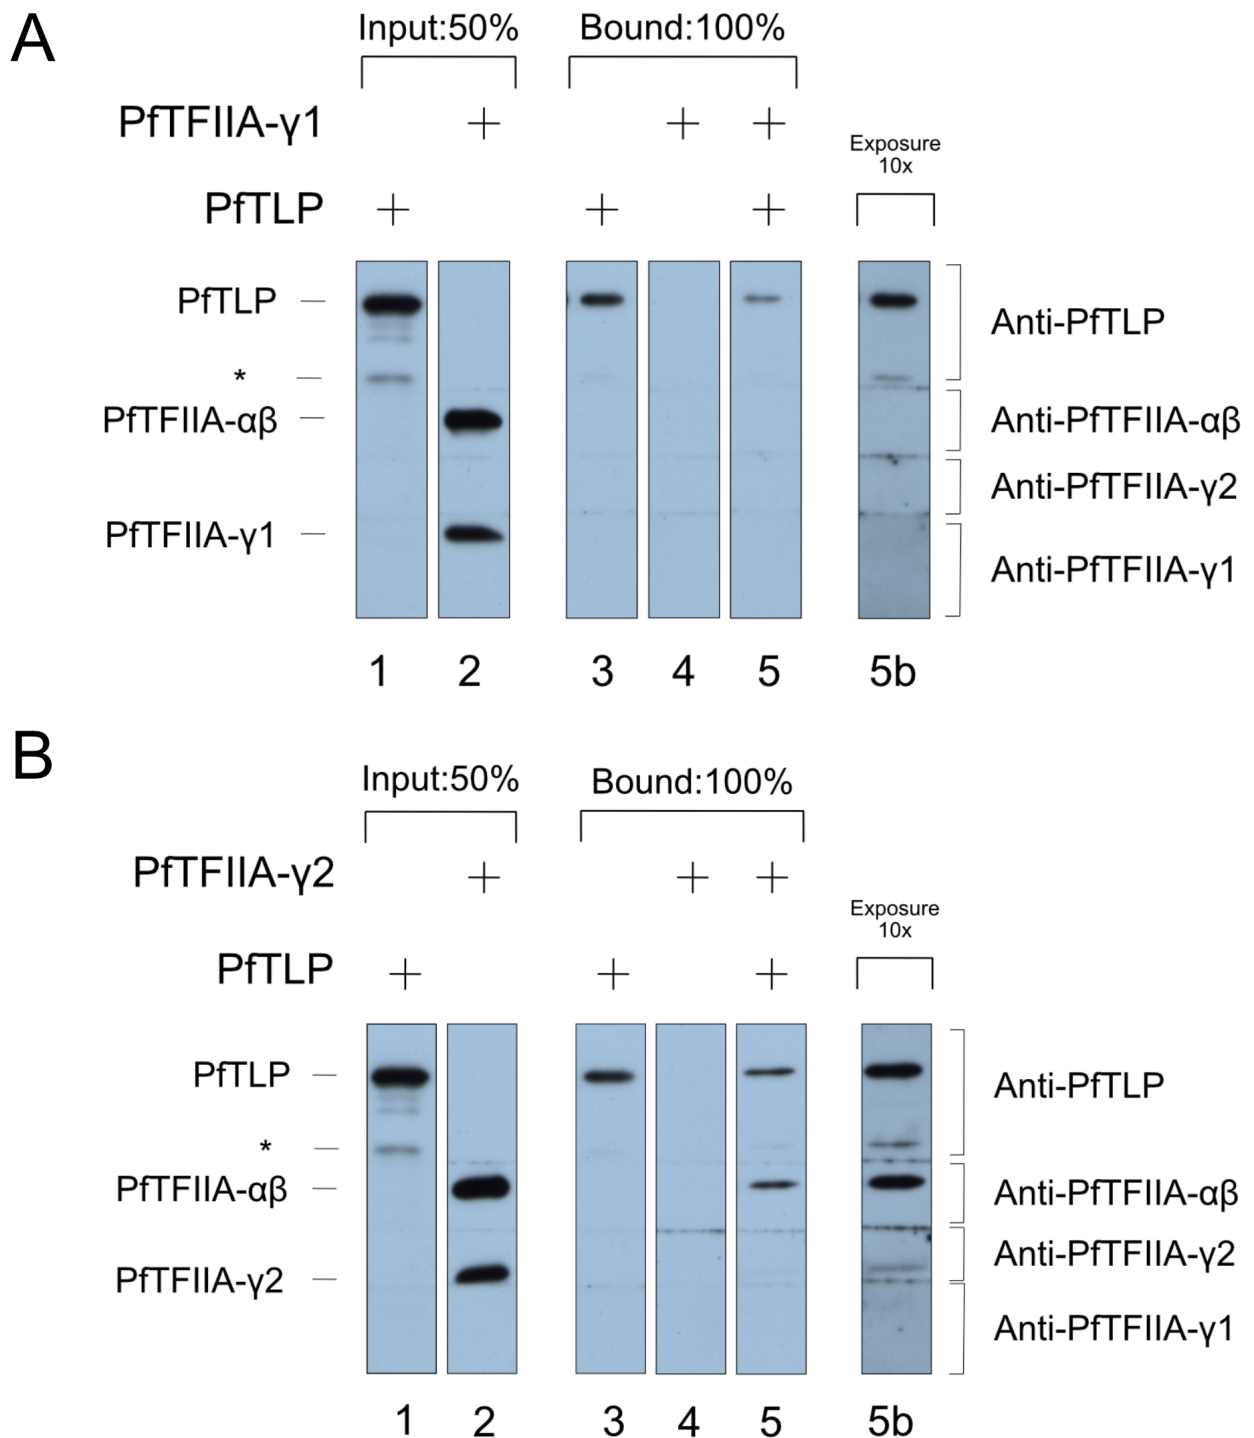 A
Input:50% Bound:100%
PfTFIIA-γ1 + + +
Exposure
10x
PfTLP + + +
PfTLP Anti-PfTLP
*
PfTFIIA-αβ Anti-PfTFIIA-αβ
Anti-PfTFIIA-γ2
PfTFIIA-γ1 Anti-PfTFIIA-γ1
1 2 3 4 5 5b
B
Input:50% Bound:100%
PfTFIIA-γ2 + + +
Exposure
10x
PfTLP + + +
PfTLP Anti-PfTLP
*
PfTFIIA-αβ Anti-PfTFIIA-αβ
Anti-PfTFIIA-γ2
PfTFIIA-γ2
Anti-PfTFIIA-γ1
1 2 3 4 5 5b